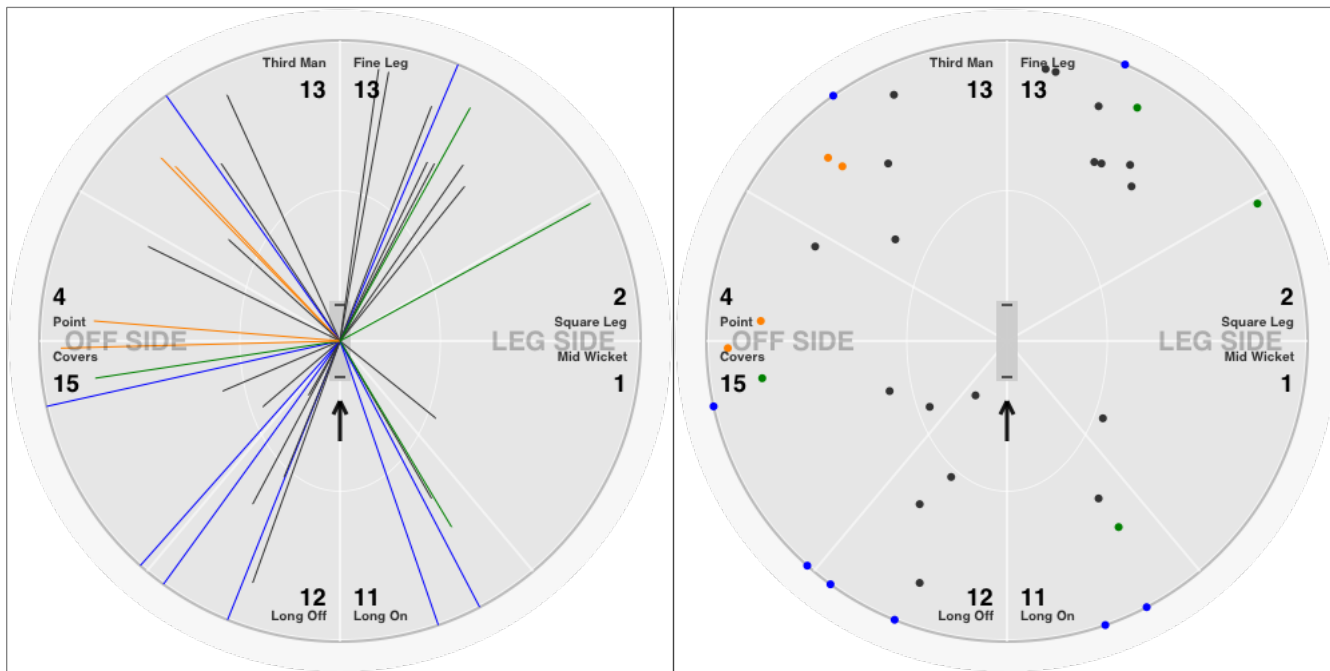 Third Man Fine Leg
13 13
4 2
Point Square Leg
OFF SIDE LEG SIDE
Covers Mid Wicket
15 1
12 11
Long Off Long On
Third Man Fine Leg
13 13
4 2
Point Square Leg
OFF SIDE LEG SIDE
Covers Mid Wicket
15 1
12 11
Long Off Long On